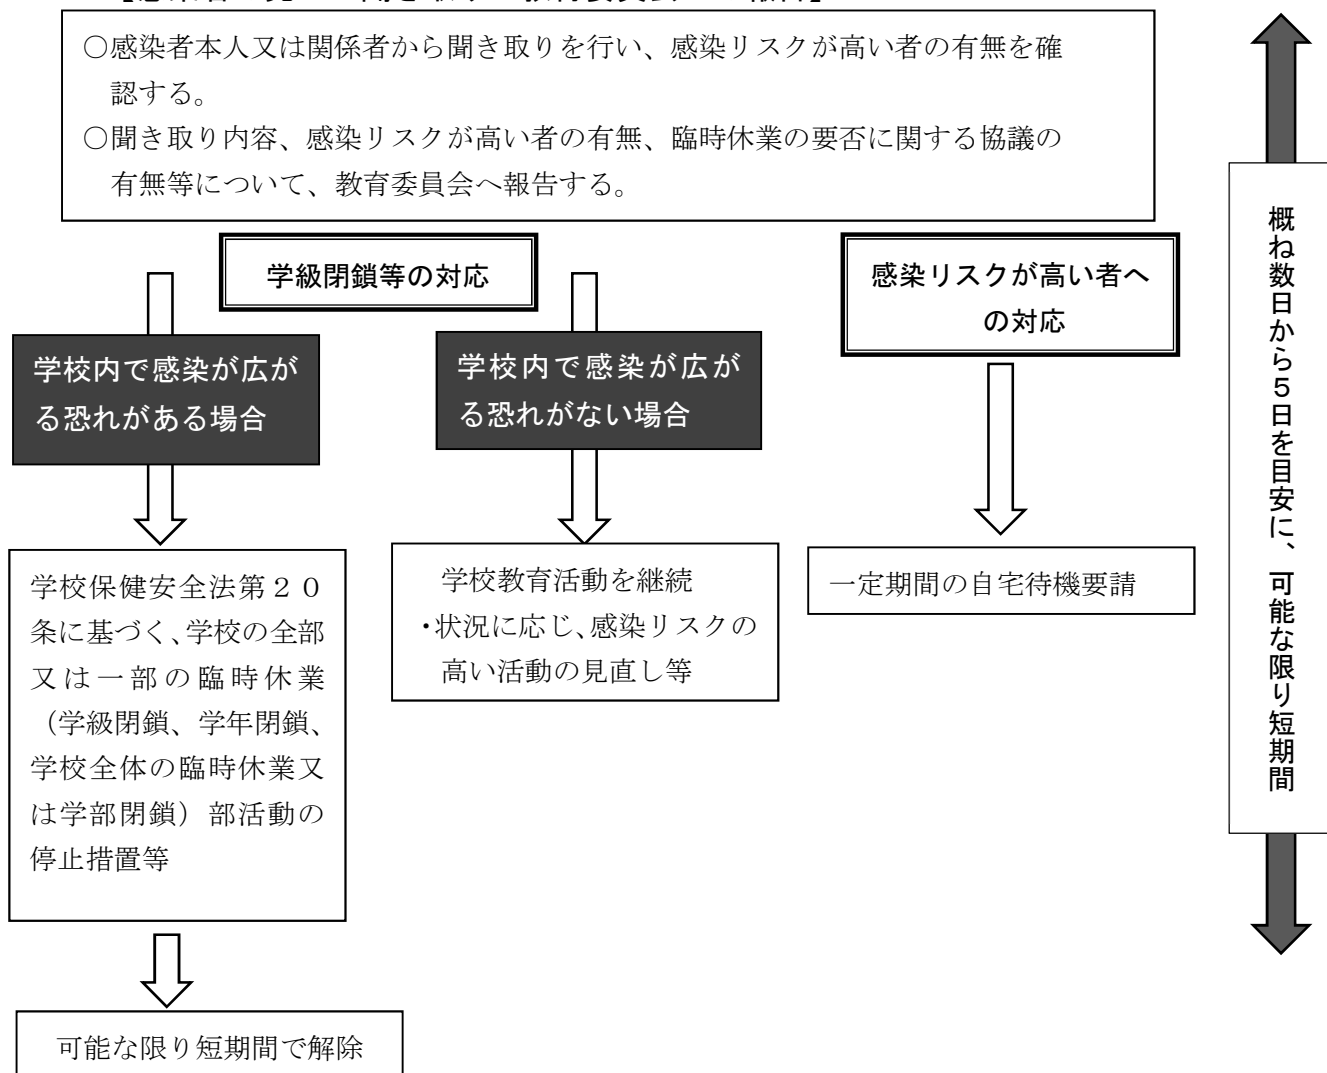 ○感染者本人又は関係者から聞き取りを行い、感染リスクが高い者の有無を確
認する。
○聞き取り内容、感染リスクが高い者の有無、臨時休業の要否に関する協議の
有無等について、教育委員会へ報告する。
学級閉鎖等の対応
感染リスクが高い者へ
の対応
学校内で感染が広が
る恐れがある場合
学校内で感染が広が
る恐れがない場合
学校保健安全法第２０
条に基づく、学校の全部
又は一部の臨時休業
（学級閉鎖、学年閉鎖、
学校全体の臨時休業又
は学部閉鎖）部活動の
停止措置等
学校教育活動を継続
・状況に応じ、感染リスクの
高い活動の見直し等
一定期間の自宅待機要請
可能な限り短期間で解除
概ね数日から５日を目安に、可能な限り短期間